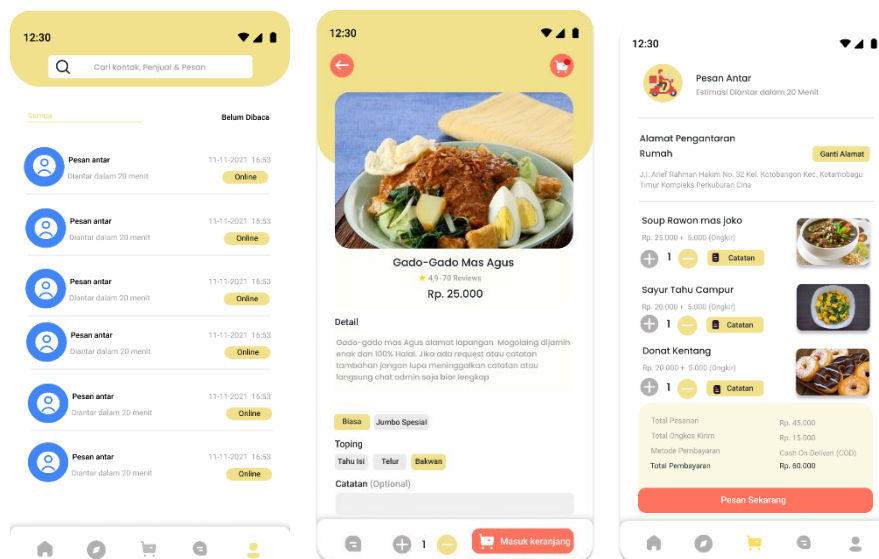 12:30
Cari kontak, Penjual & Pesan
Semua
Belum Dibaca
Pesan antar
11-11-2021 16:53
Diantar dalam 20 menit
Online
Pesan antar
11-11-2021 16:53
Diantar dalam 20 menit
Online
Pesan antar
11-11-2021 16:53
Diantar dalam 20 menit
Online
Pesan antar
11-11-2021 16:53
Diantar dalam 20 menit
Online
Pesan antar
11-11-2021 16:53
Diantar dalam 20 menit
Online
Pesan antar
11-11-2021 16:53
Diantar dalam 20 menit
Online
12:30
Gado-Gado Mas Agus
4,9 -70 Reviews
Rp. 25.000
Detail
Gado-gado mas Agus alamat lapangan Mogolaing dijamin
enak dan 100% Halal. Jika ada request atau catatan
tambahan jangan lupa meninggalkan catatan atau
langsung chat admin saja biar lengkap
Biasa
Jumbo Spesial
Toping
Tahu Isi
Telur
Bakwan
Catatan (Optional)
1
Masuk keranjang
12:30
Pesan Antar
Estimasi Diantar dalam 20 Menit
Alamat Pengantaran
Rumah
Ganti Alamat
J.l. Arief Rahman Hakim No. 32 Kel. Kotobangon Kec. Kotamobagu
Timur Kompleks Perkuburan Cina
Soup Rawon mas joko
Rp. 25.000 + 5.000 (Ongkir)
1
Catatan
Sayur Tahu Campur
Rp. 20.000 + 5.000 (Ongkir)
1
Catatan
Donat Kentang
Rp. 20.000 + 5.000 (Ongkir)
1
Catatan
Total Pesanan
Rp. 45.000
Total Ongkos Kirim
Rp. 15.000
Metode Pembayaran
Cash On Deliveri (COD)
Total Pembayaran
Rp. 60.000
Pesan Sekarang